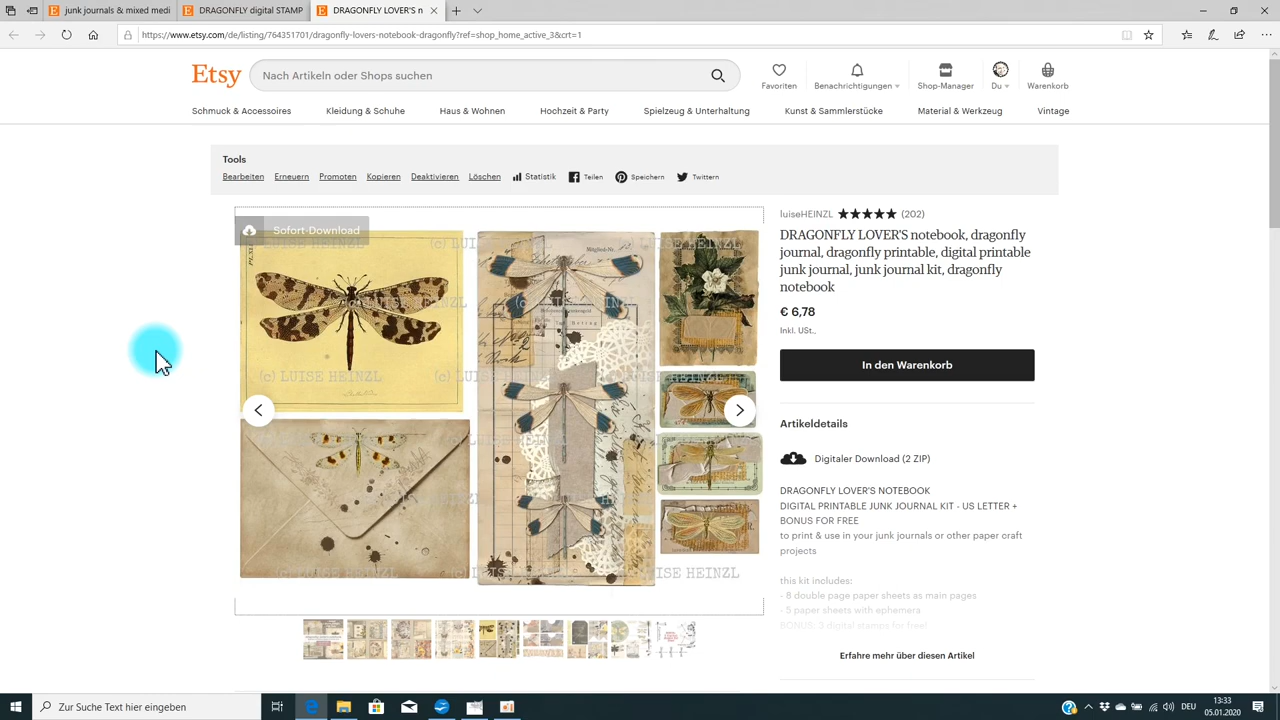 junk journals & mixed medi
DRAGONFLY digital STAMP
DRAGONFLY LOVER'S n
https://www.etsy.com/de/listing/764351701/dragonfly-lovers-notebook-dragonfly?ref=shop_home_active_3&crt=1
Etsy
Nach Artikeln oder Shops suchen
Favoriten
Benachrichtigungen
Shop-Manager
Du
Warenkorb
Schmuck & Accessoires
Kleidung & Schuhe
Haus & Wohnen
Hochzeit & Party
Spielzeug & Unterhaltung
Kunst & Sammlerstücke
Material & Werkzeug
Vintage
Tools
Bearbeiten
Erneuern
Promoten
Kopieren
Deaktivieren
Löschen
Statistik
Teilen
Speichern
Twittern
Sofort-Download
(c) LUISE HEINZL
luiseHEINZL ★★★★★ (202)
DRAGONFLY LOVER'S notebook, dragonfly
journal, dragonfly printable, digital printable
junk journal, junk journal kit, dragonfly
notebook
€ 6,78
Inkl. USt.,
In den Warenkorb
Artikeldetails
Digitaler Download (2 ZIP)
DRAGONFLY LOVER'S NOTEBOOK
DIGITAL PRINTABLE JUNK JOURNAL KIT - US LETTER +
BONUS FOR FREE
to print & use in your junk journals or other paper craft
projects
this kit includes:
- 8 double page paper sheets as main pages
- 5 paper sheets with ephemera
BONUS: 3 digital stamps for free!
Erfahre mehr über diesen Artikel
Zur Suche Text hier eingeben
DEU
13:33
05.01.2020